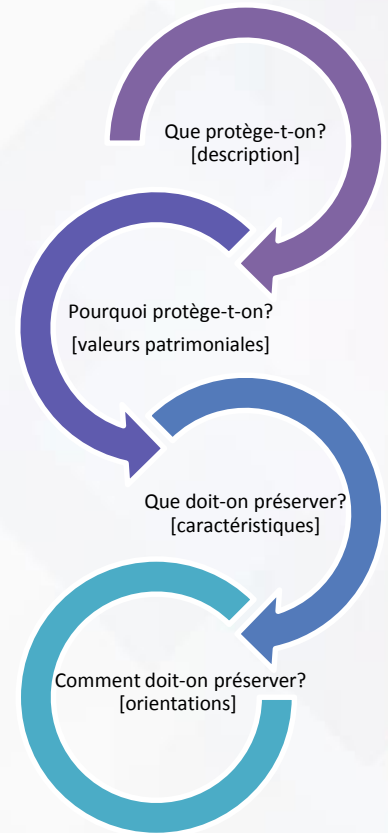 Que protège-t-on?
[description]
Pourquoi protège-t-on?
[valeurs patrimoniales]
Que doit-on préserver?
[caractéristiques]
Comment doit-on préserver?
[orientations]